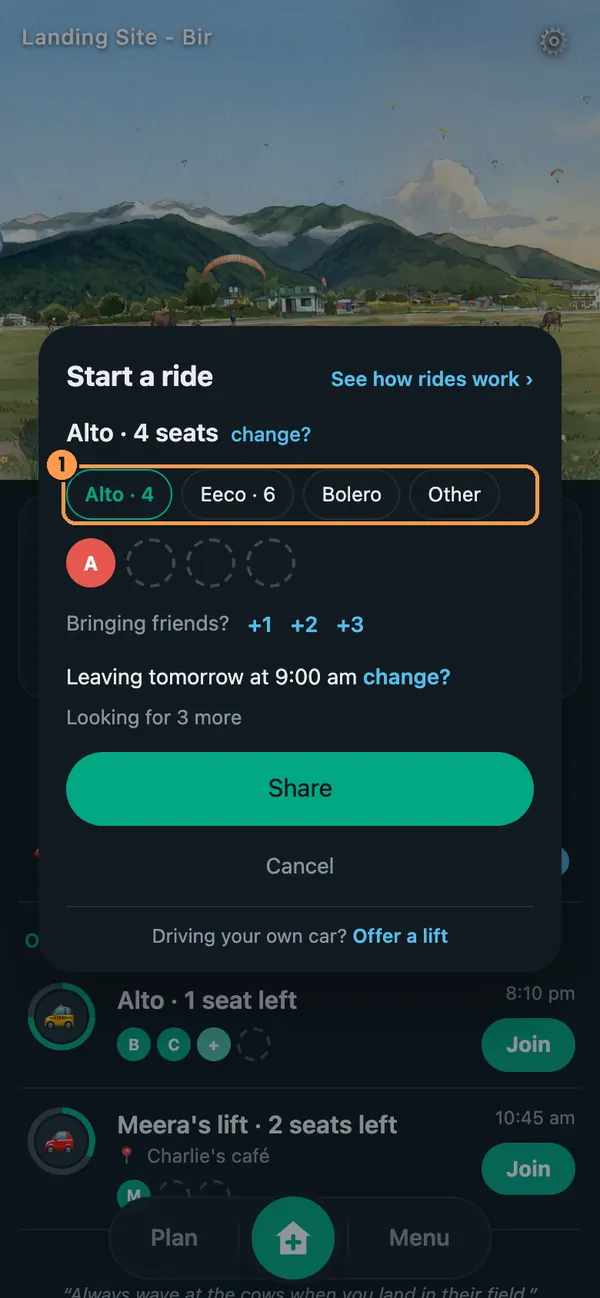 Landing Site - Bir
Start a ride
See how rides work ›
Alto · 4 seats change?
1
Alto · 4
Eeco · 6
Bolero
Other
A
Bringing friends? +1 +2 +3
Leaving tomorrow at 9:00 am change?
Looking for 3 more
Share
Cancel
Driving your own car? Offer a lift
Alto · 1 seat left
8:10 pm
B C +
Join
Meera's lift · 2 seats left
10:45 am
Charlie's café
Join
M
Plan
Menu
“Always wave at the cows when you land in their field.”